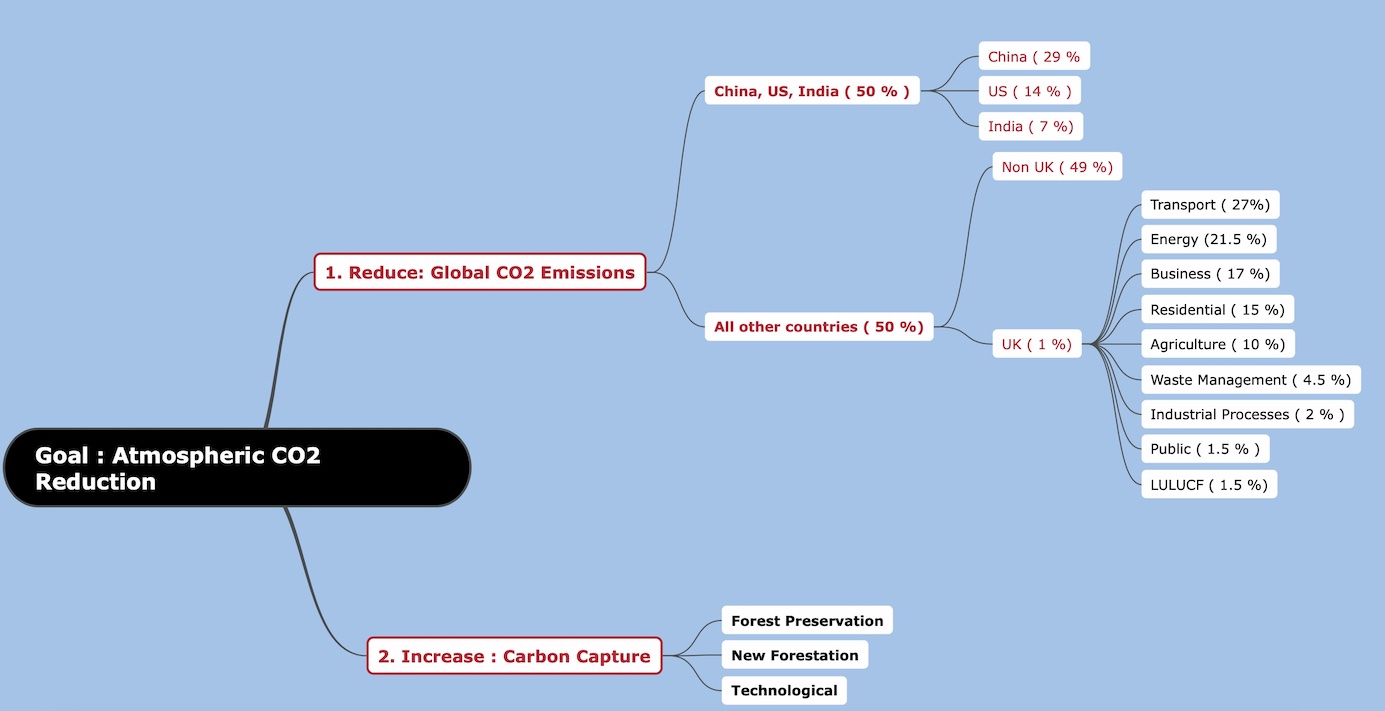 China ( 29 %
China, US, India ( 50 % )
US ( 14 % )
India ( 7 %)
Non UK ( 49 %)
Transport ( 27%)
Energy (21.5 %)
1. Reduce: Global CO2 Emissions
Business ( 17 %)
Residential ( 15 %)
All other countries ( 50 %)
UK ( 1 %)
Agriculture ( 10 %)
Waste Management ( 4.5 %)
Industrial Processes ( 2 % )
Public ( 1.5 % )
LULUCF ( 1.5 %)
Goal : Atmospheric CO2
Reduction
Forest Preservation
2. Increase : Carbon Capture
New Forestation
Technological